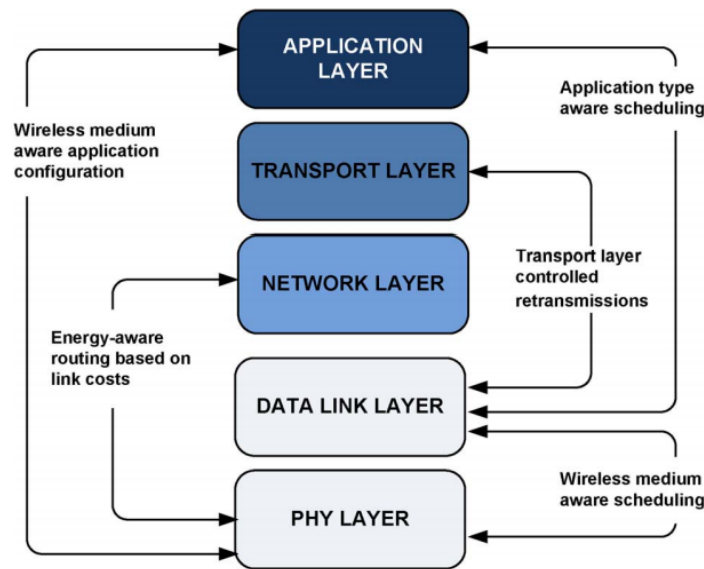 APPLICATION
LAYER
Application type
aware scheduling
Wireless medium
aware application
configuration
TRANSPORT LAYER
Transport layer
controlled
retransmissions
NETWORK LAYER
Energy-aware
routing based on
link costs
DATA LINK LAYER
Wireless medium
aware scheduling
PHY LAYER